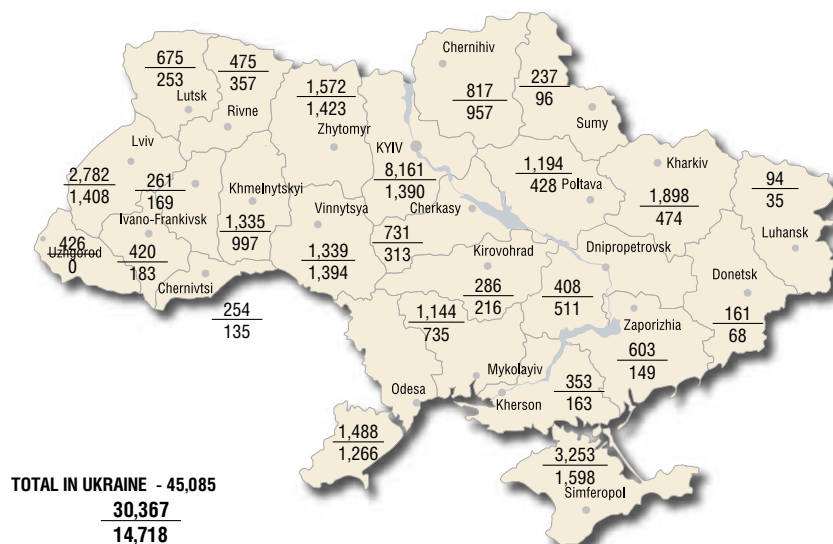 Chernihiv
675
253
Lutsk
475
357
Rivne
1,572
1,423
Zhytomyr
817
957
237
96
Sumy
Lviv
2,782
1,408
261
169
Khmelnytskyi
1,335
997
KYIV
8,161
1,390
Cherkasy
731
313
1,194
428
Poltava
Kharkiv
1,898
474
94
35
Luhansk
426
Uzhgorod
0
Ivano-Frankivsk
420
183
Chernivtsi
254
135
Vinnytsya
1,339
1,394
Kirovohrad
286
216
Dnipropetrovsk
408
511
Donetsk
161
68
1,144
735
Mykolayiv
Zaporizhia
603
149
Odesa
Kherson
353
163
1,488
1,266
3,253
1,598
Simferopol
TOTAL IN UKRAINE - 45,085
30,367
14,718